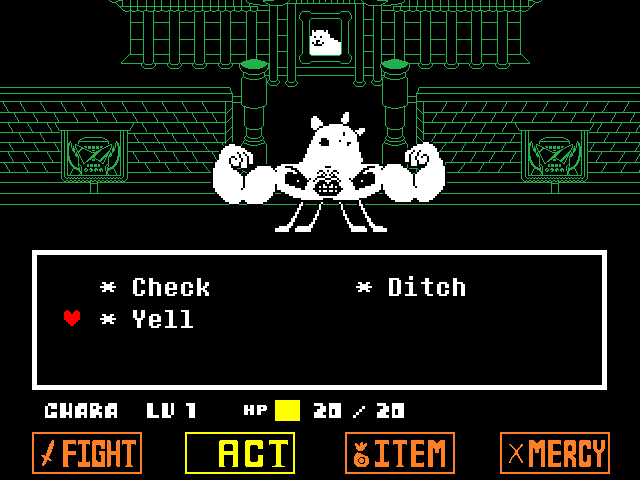 * Check * Ditch
* Yell
CHARA LV 1 HP 20 / 20
FIGHT ACT ITEM MERCY